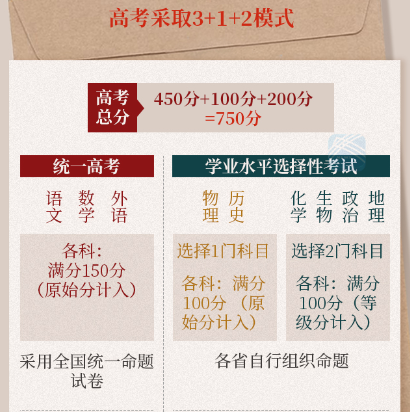 高考采取3+1+2模式
高考
总分
450分+100分+200分
=750分
统一高考
语文 数学 外语
各科：
满分150分
（原始分计入）
采用全国统一命题
试卷
学业水平选择性考试
物理 历史
选择1门科目
各科：满分
100分 （原
始分计入）
化学 生物 政治 地理
选择2门科目
各科：满分
100分（等
级分计入）
各省自行组织命题